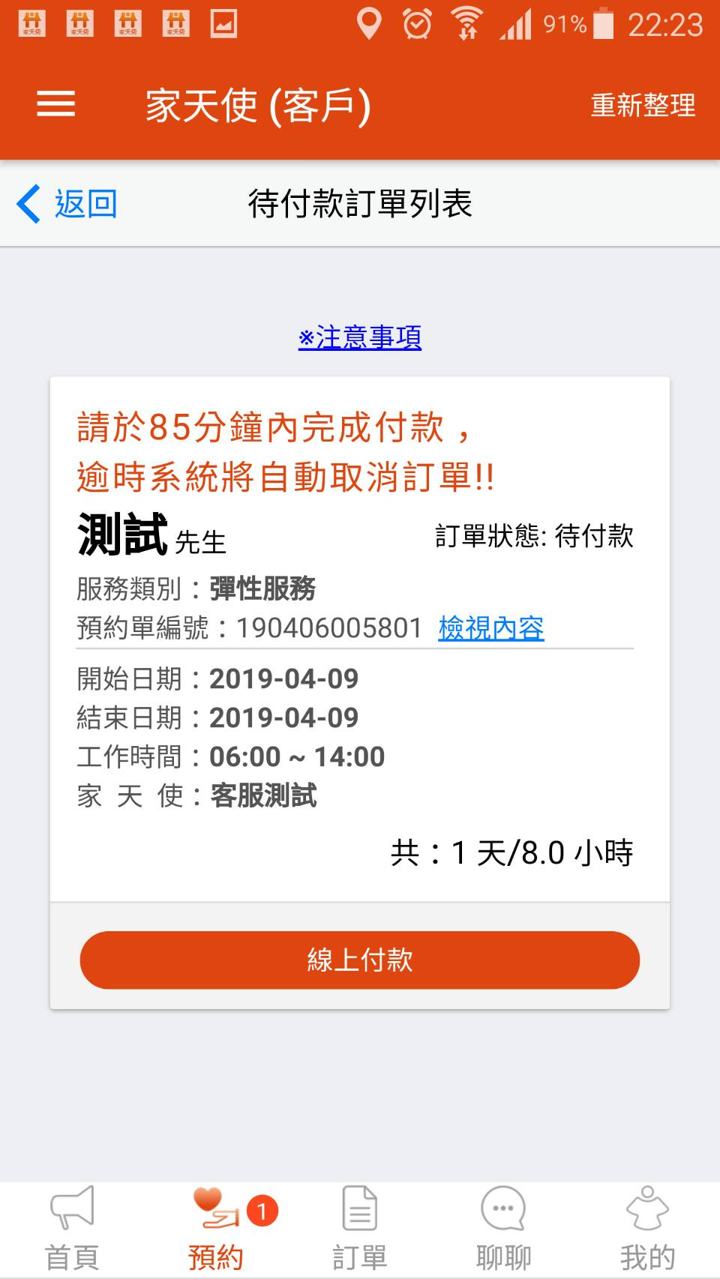 91% 22:23
家天使 (客戶) 重新整理
返回 待付款訂單列表
※注意事項
請於85分鐘內完成付款，
逾時系統將自動取消訂單!!
測試 先生 訂單狀態: 待付款
服務類別：彈性服務
預約單編號：190406005801 檢視內容
開始日期：2019-04-09
結束日期：2019-04-09
工作時間：06:00 ~ 14:00
家 天 使：客服測試
共：1 天/8.0 小時
線上付款
1
首頁 預約 訂單 聊聊 我的